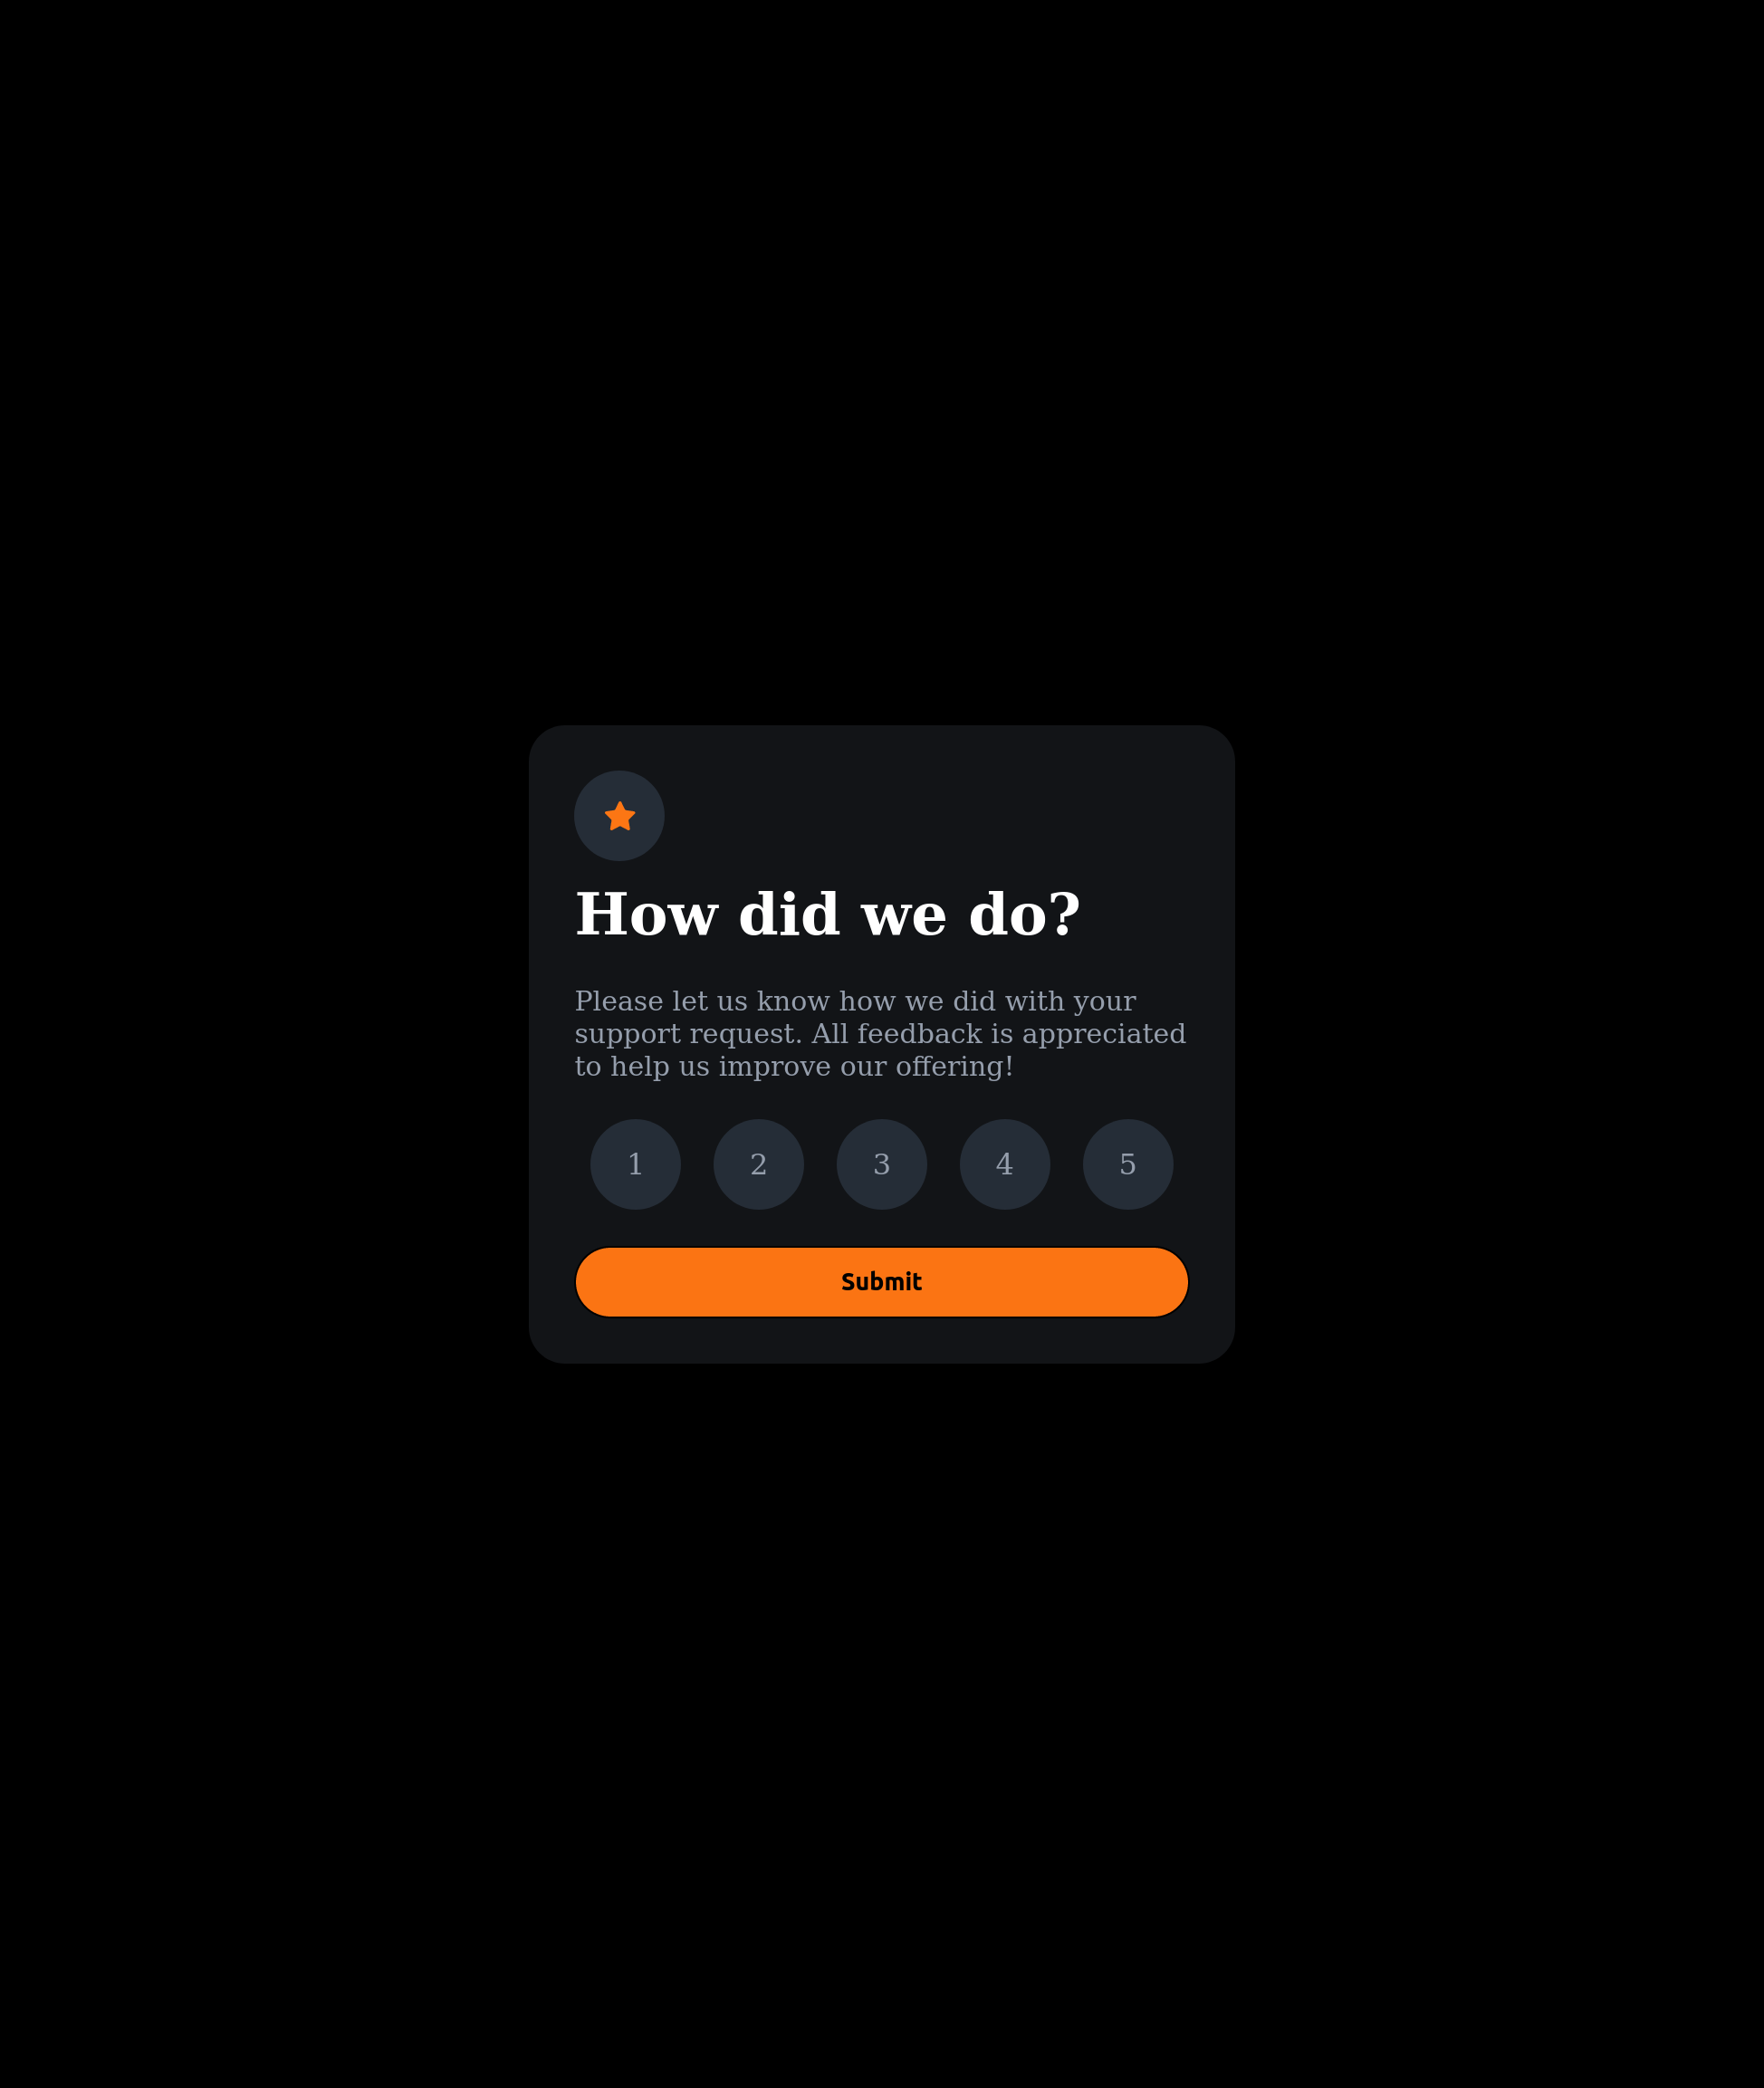 How did we do?
Please let us know how we did with your
support request. All feedback is appreciated
to help us improve our offering!
1 2 3 4 5
Submit